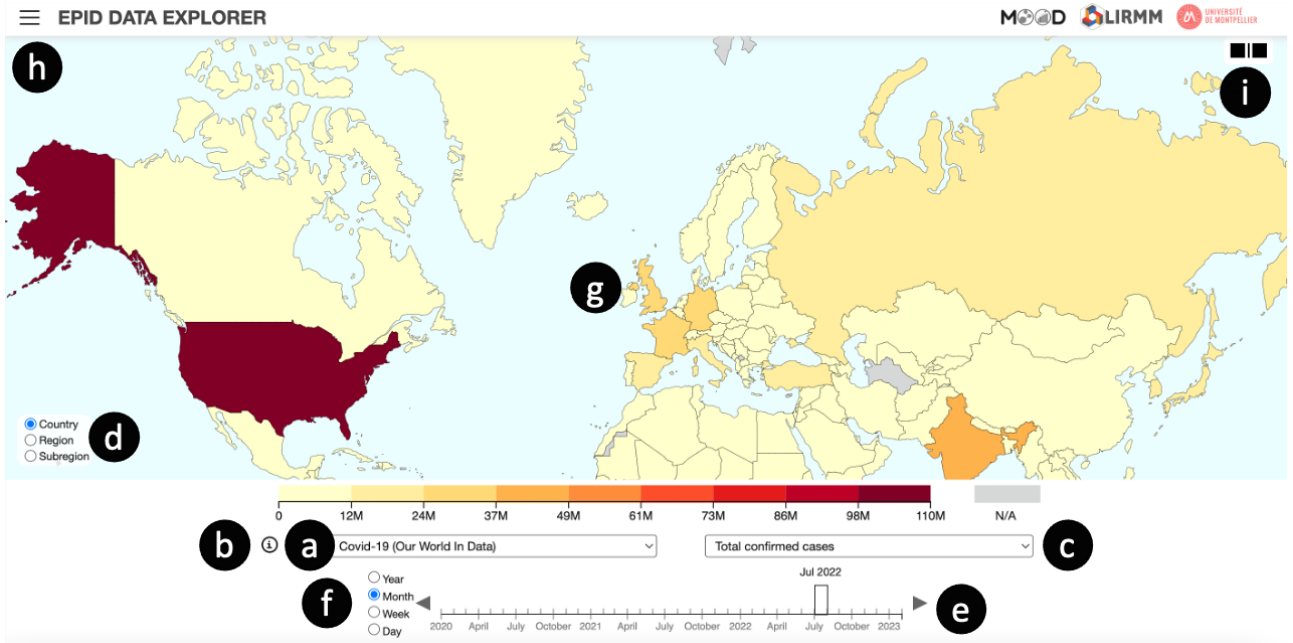 EPID DATA EXPLORER
MOOD
LIRMM
UNIVERSITÉ
DE MONTPELLIER
h
i
g
Country
Region
Subregion
d
0 12M 24M 37M 49M 61M 73M 86M 98M 110M N/A
b a Covid-19 (Our World In Data) Total confirmed cases c
Jul 2022
Year
f Month e
Week
Day
2020 April July October 2021 April July October 2022 April July October 2023